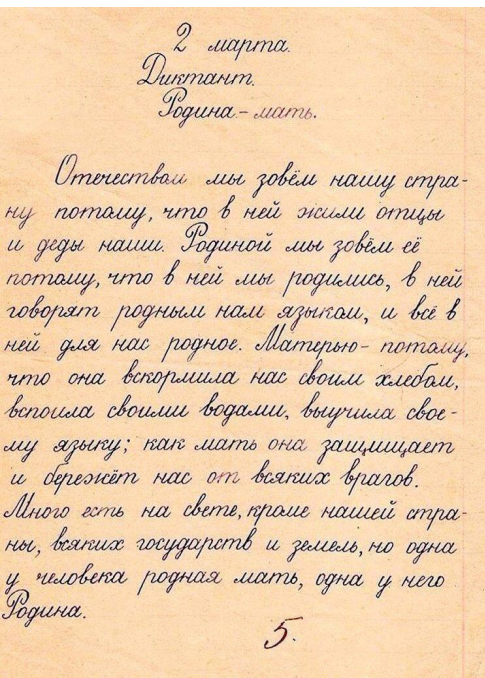 2 марта.
Диктант.
Родина - мать.
Отечеством мы зовём нашу стра-
ну потому, что в ней жили отцы
и деды наши. Родиной мы зовём её
потому, что в ней мы родились, в ней
говорят родным нам языком, и всё в
ней для нас родное. Матерью - потому,
что она вскормила нас своим хлебом,
вспоила своими водами, выучила свое-
му языку; как мать она защищает
и бережёт нас от всяких врагов.
Много есть на свете, кроме нашей стра-
ны, всяких государств и земель, но одна
у человека родная мать, одна у него
Родина.
5.